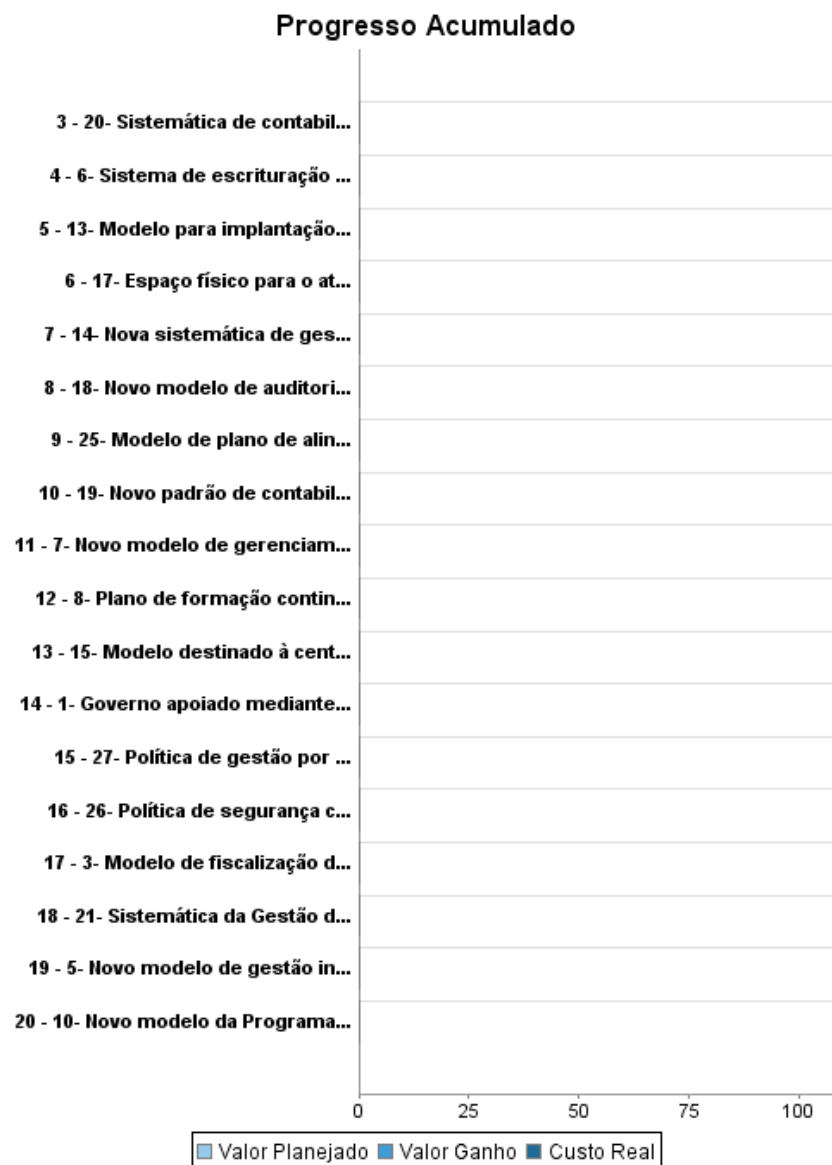 Progresso Acumulado
3 - 20- Sistemática de contabil...
4 - 6- Sistema de escrituração ...
5 - 13- Modelo para implantação...
6 - 17- Espaço físico para o at...
7 - 14- Nova sistemática de ges...
8 - 18- Novo modelo de auditori...
9 - 25- Modelo de plano de alin...
10 - 19- Novo padrão de contabil...
11 - 7- Novo modelo de gerenciam...
12 - 8- Plano de formação contin...
13 - 15- Modelo destinado à cent...
14 - 1- Governo apoiado mediante...
15 - 27- Política de gestão por ...
16 - 26- Política de segurança c...
17 - 3- Modelo de fiscalização d...
18 - 21- Sistemática da Gestão d...
19 - 5- Novo modelo de gestão in...
20 - 10- Novo modelo da Programa...
0 25 50 75 100
Valor Planejado Valor Ganho Custo Real